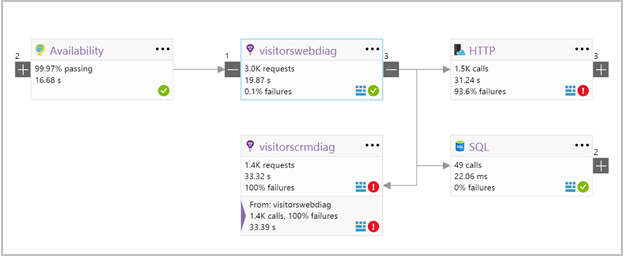 2
Availability
99.97% passing
16.68 s
1
visitorswebdiag
3
3.0K requests
19.87 s
0.1% failures
HTTP
3
1.5K calls
31.24 s
93.6% failures
visitorscrmdiag
1.4K requests
33.32 s
100% failures
From: visitorswebdiag
1.4K calls, 100% failures
33.39 s
SQL
2
49 calls
22.06 ms
0% failures